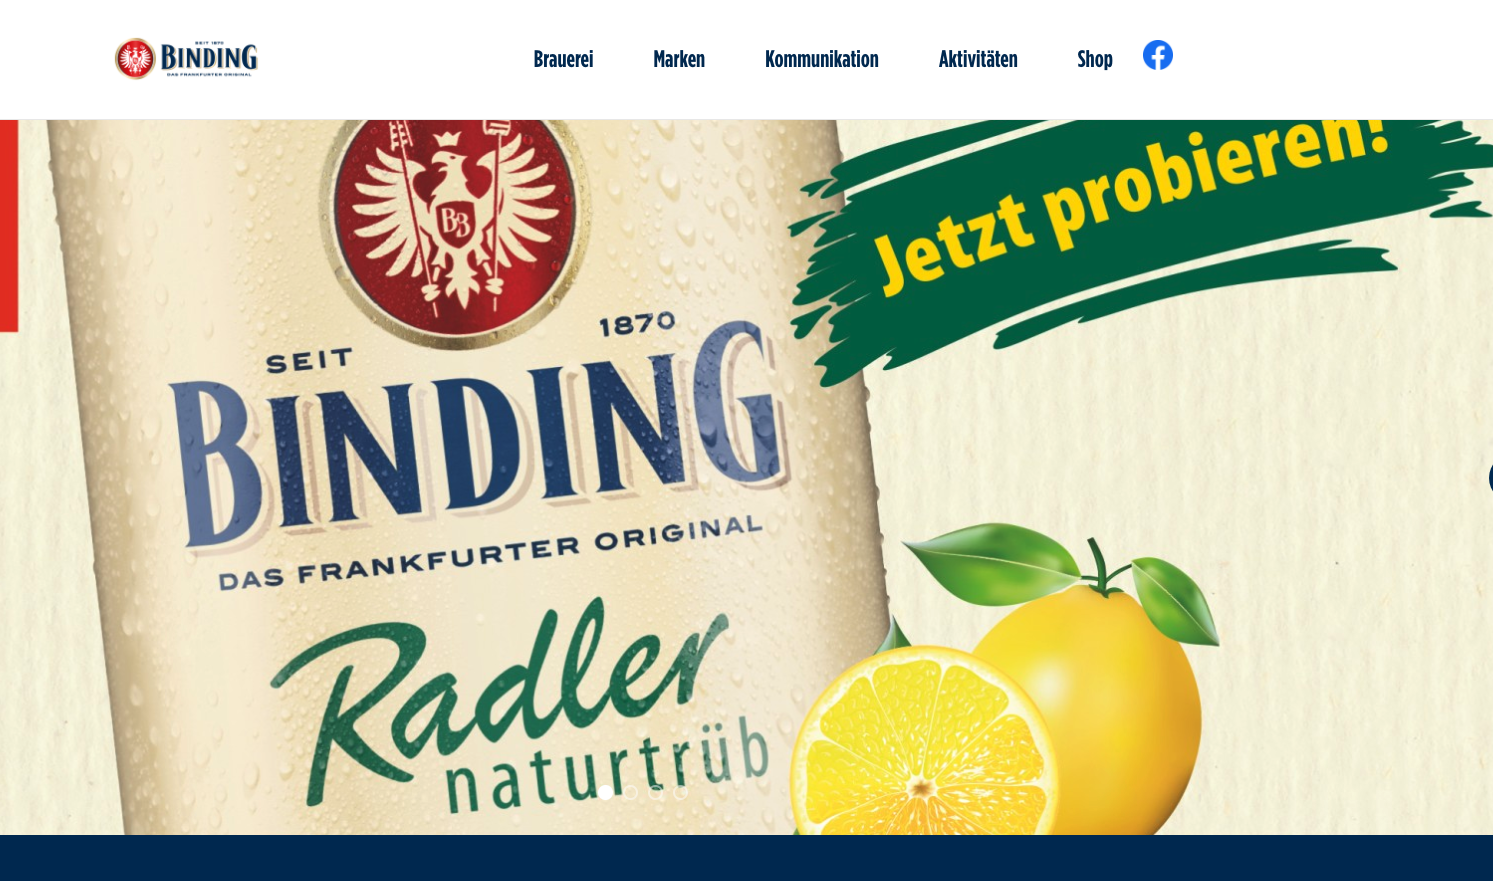 SEIT 1870
BINDING
DAS FRANKFURTER ORIGINAL
Brauerei
Marken
Kommunikation
Aktivitäten
Shop
BB
SEIT 1870
BINDING
DAS FRANKFURTER ORIGINAL
Radler
naturtrüb
Jetzt probieren!